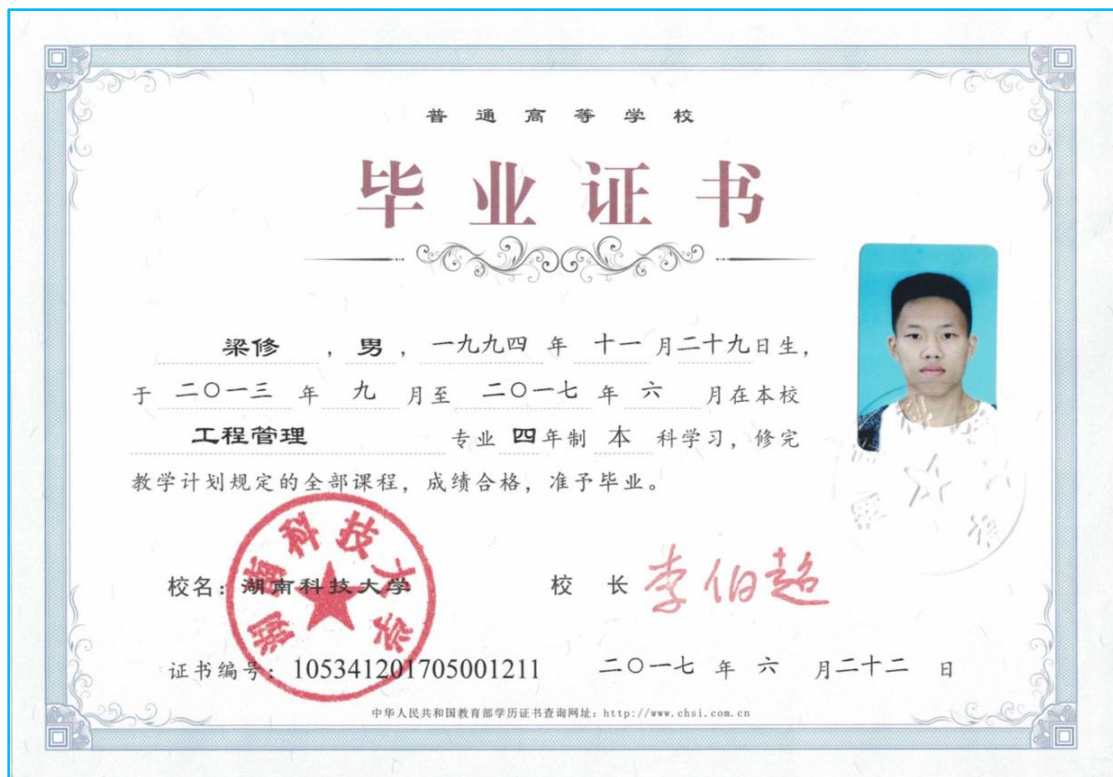 普通高等学校
毕业证书
梁修，男，一九九四年十一月二十九日生，
于二〇一三年九月至二〇一七年六月在本校
工程管理专业四年制本科学习，修完
教学计划规定的全部课程，成绩合格，准予毕业。
湖南科技大学
校名：湖南科技大学
校长 李伯超
证书编号：105341201705001211
二〇一七年六月二十二日
中华人民共和国教育部学历证书查询网址：http://www.chsi.com.cn